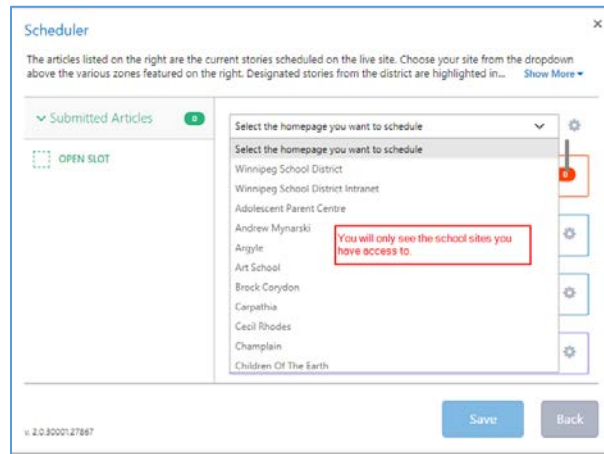 Scheduler
×
The articles listed on the right are the current stories scheduled on the live site. Choose your site from the dropdown
above the various zones featured on the right. Designated stories from the district are highlighted in... Show More
Submitted Articles 0
OPEN SLOT
Select the homepage you want to schedule
Select the homepage you want to schedule
Winnipeg School District
Winnipeg School District Intranet
Adolescent Parent Centre
Andrew Mynarski
Argyle
Art School
Brock Corydon
Carpathia
Cecil Rhodes
Champlain
Children Of The Earth
0
You will only see the school sites you
have access to.
Save
Back
v. 2.0.30001.27867